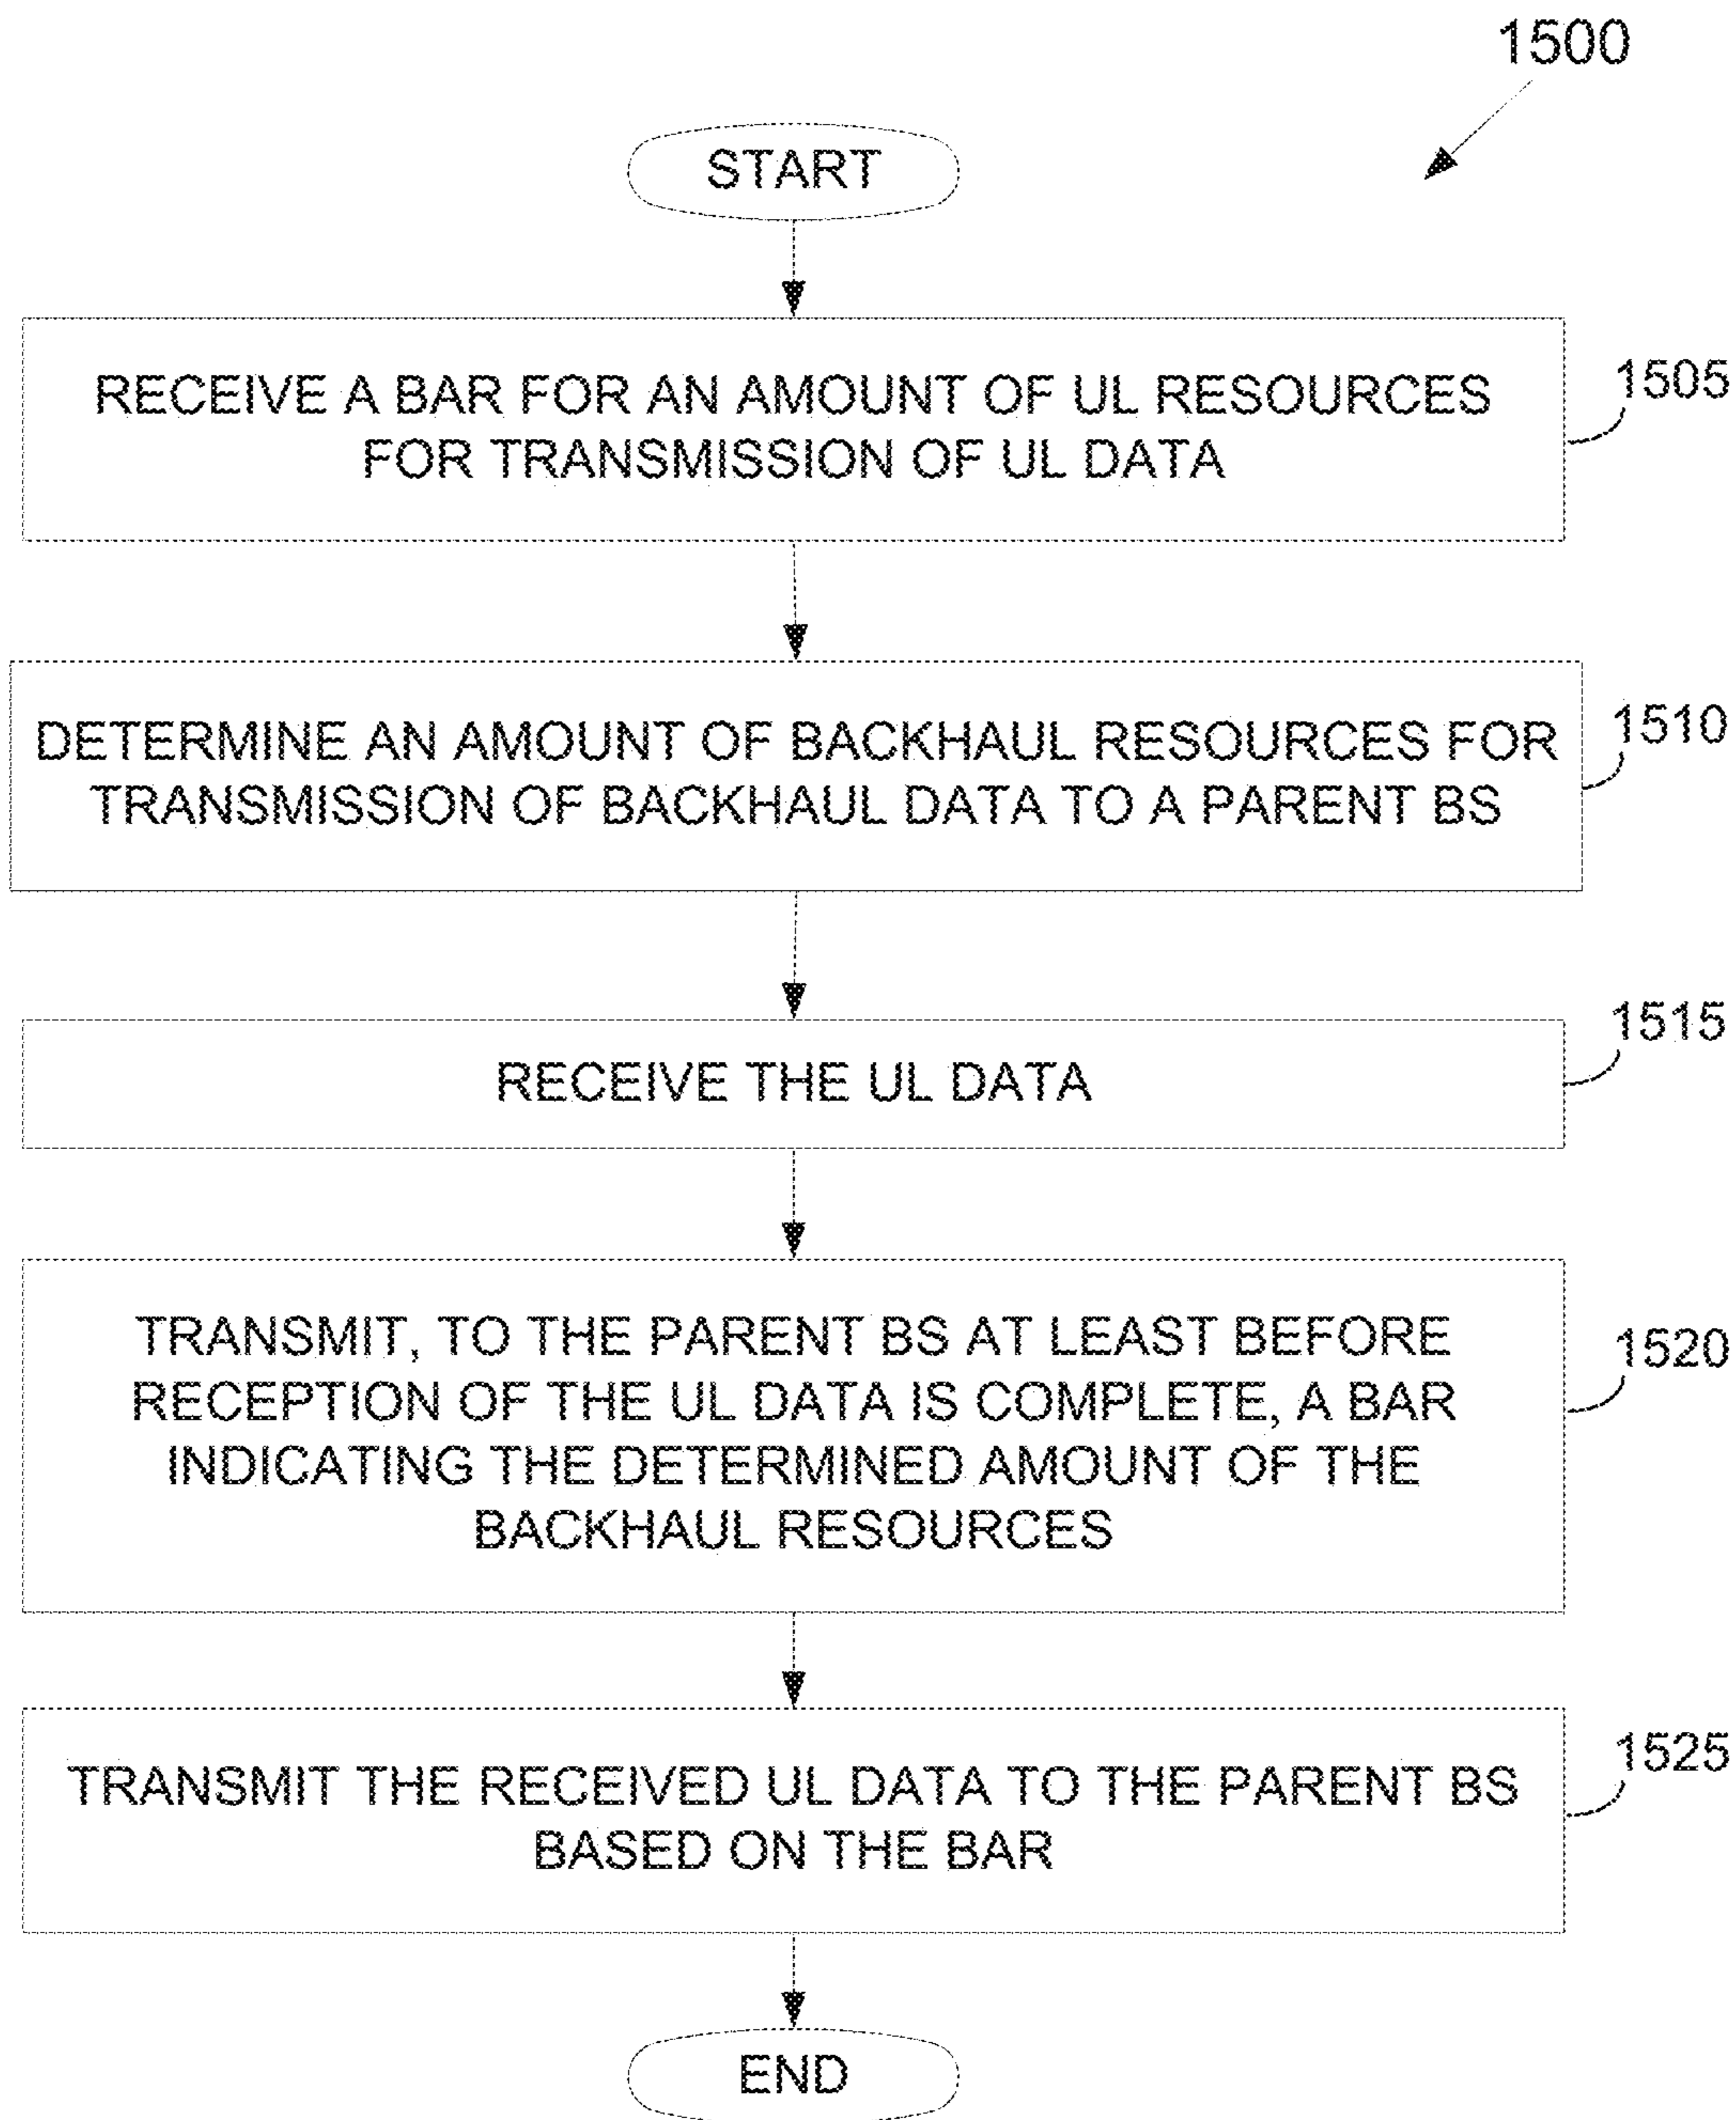 1500
START
RECEIVE A BAR FOR AN AMOUNT OF UL RESOURCES
FOR TRANSMISSION OF UL DATA
1505
DETERMINE AN AMOUNT OF BACKHAUL RESOURCES FOR
TRANSMISSION OF BACKHAUL DATA TO A PARENT BS
1510
RECEIVE THE UL DATA
1515
TRANSMIT, TO THE PARENT BS AT LEAST BEFORE
RECEPTION OF THE UL DATA IS COMPLETE, A BAR
INDICATING THE DETERMINED AMOUNT OF THE
BACKHAUL RESOURCES
1520
TRANSMIT THE RECEIVED UL DATA TO THE PARENT BS
BASED ON THE BAR
1525
END